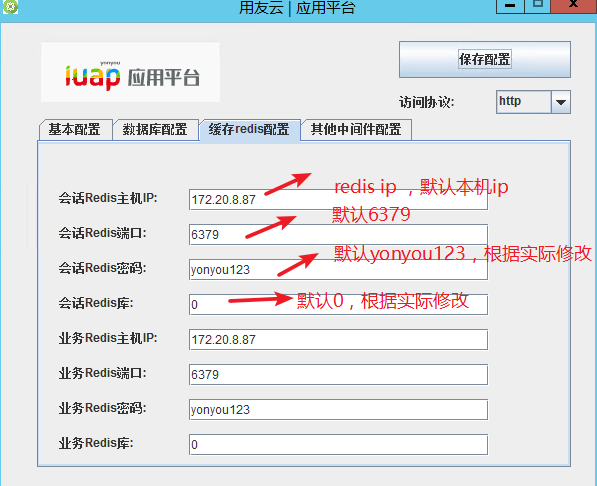 用友云 | 应用平台
yonyou
iuap 应用平台
保存配置
访问协议: http
基本配置 数据库配置 缓存redis配置 其他中间件配置
redis ip ，默认本机ip
会话Redis主机IP: 172.20.8.87
默认6379
会话Redis端口: 6379
默认yonyou123，根据实际修改
会话Redis密码: yonyou123
会话Redis库: 0 默认0，根据实际修改
业务Redis主机IP: 172.20.8.87
业务Redis端口: 6379
业务Redis密码: yonyou123
业务Redis库: 0